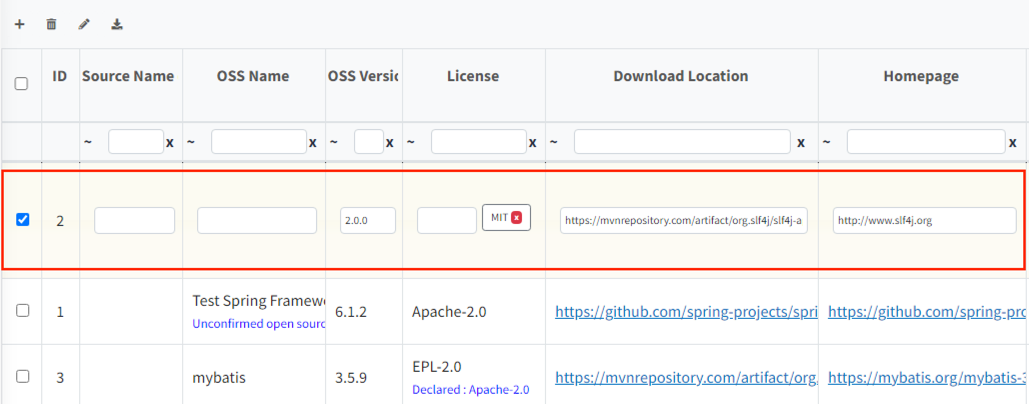 ID Source Name OSS Name OSS Versic License Download Location Homepage
~ x ~ x ~ x ~ x ~ x ~ x
2 2.0.0 MIT x https://mvnrepository.com/artifact/org.slf4j/slf4j-a http://www.slf4j.org
1 Test Spring Framew 6.1.2 Apache-2.0 https://github.com/spring-projects/spri https://github.com/spring-pro
Unconfirmed open sourc
3 mybatis 3.5.9 EPL-2.0 https://mvnrepository.com/artifact/org. https://mybatis.org/mybatis-3
Declared : Apache-2.0